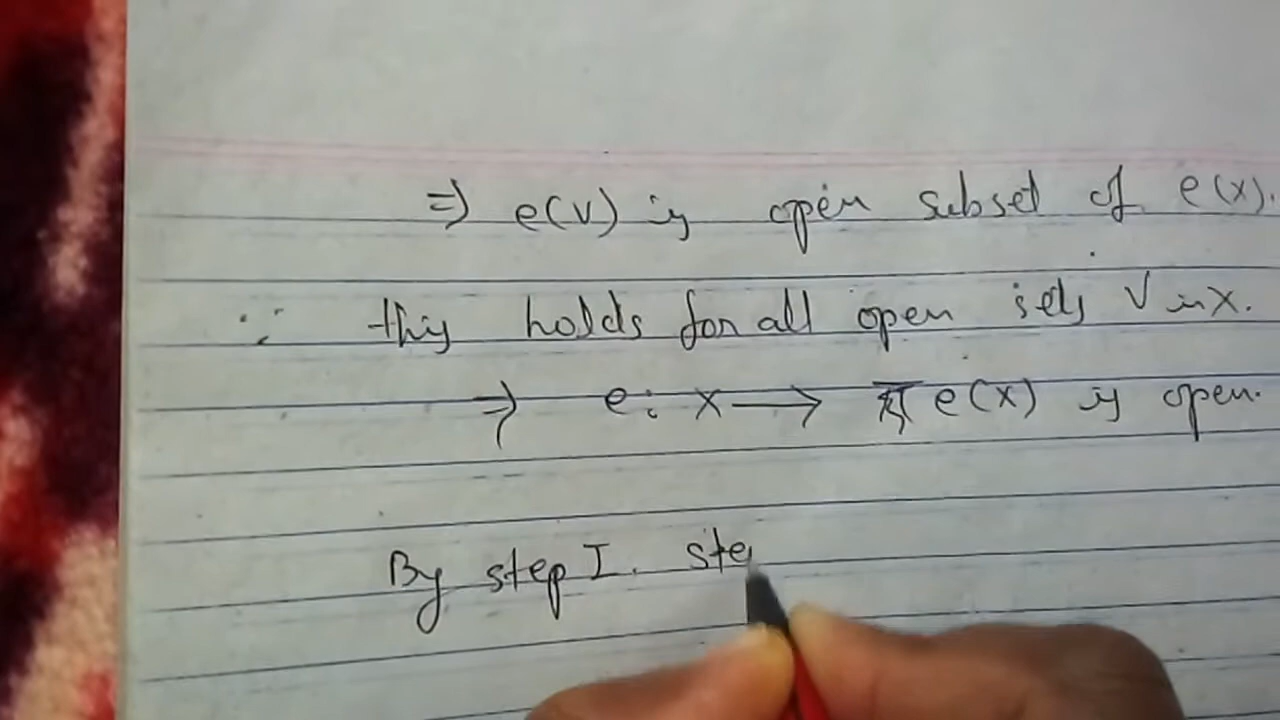 ⇒ e(V) is open subset of e(X).
∵ this holds for all open sets V in X.
⇒ e: X → e(X) is open.
By step I. ste